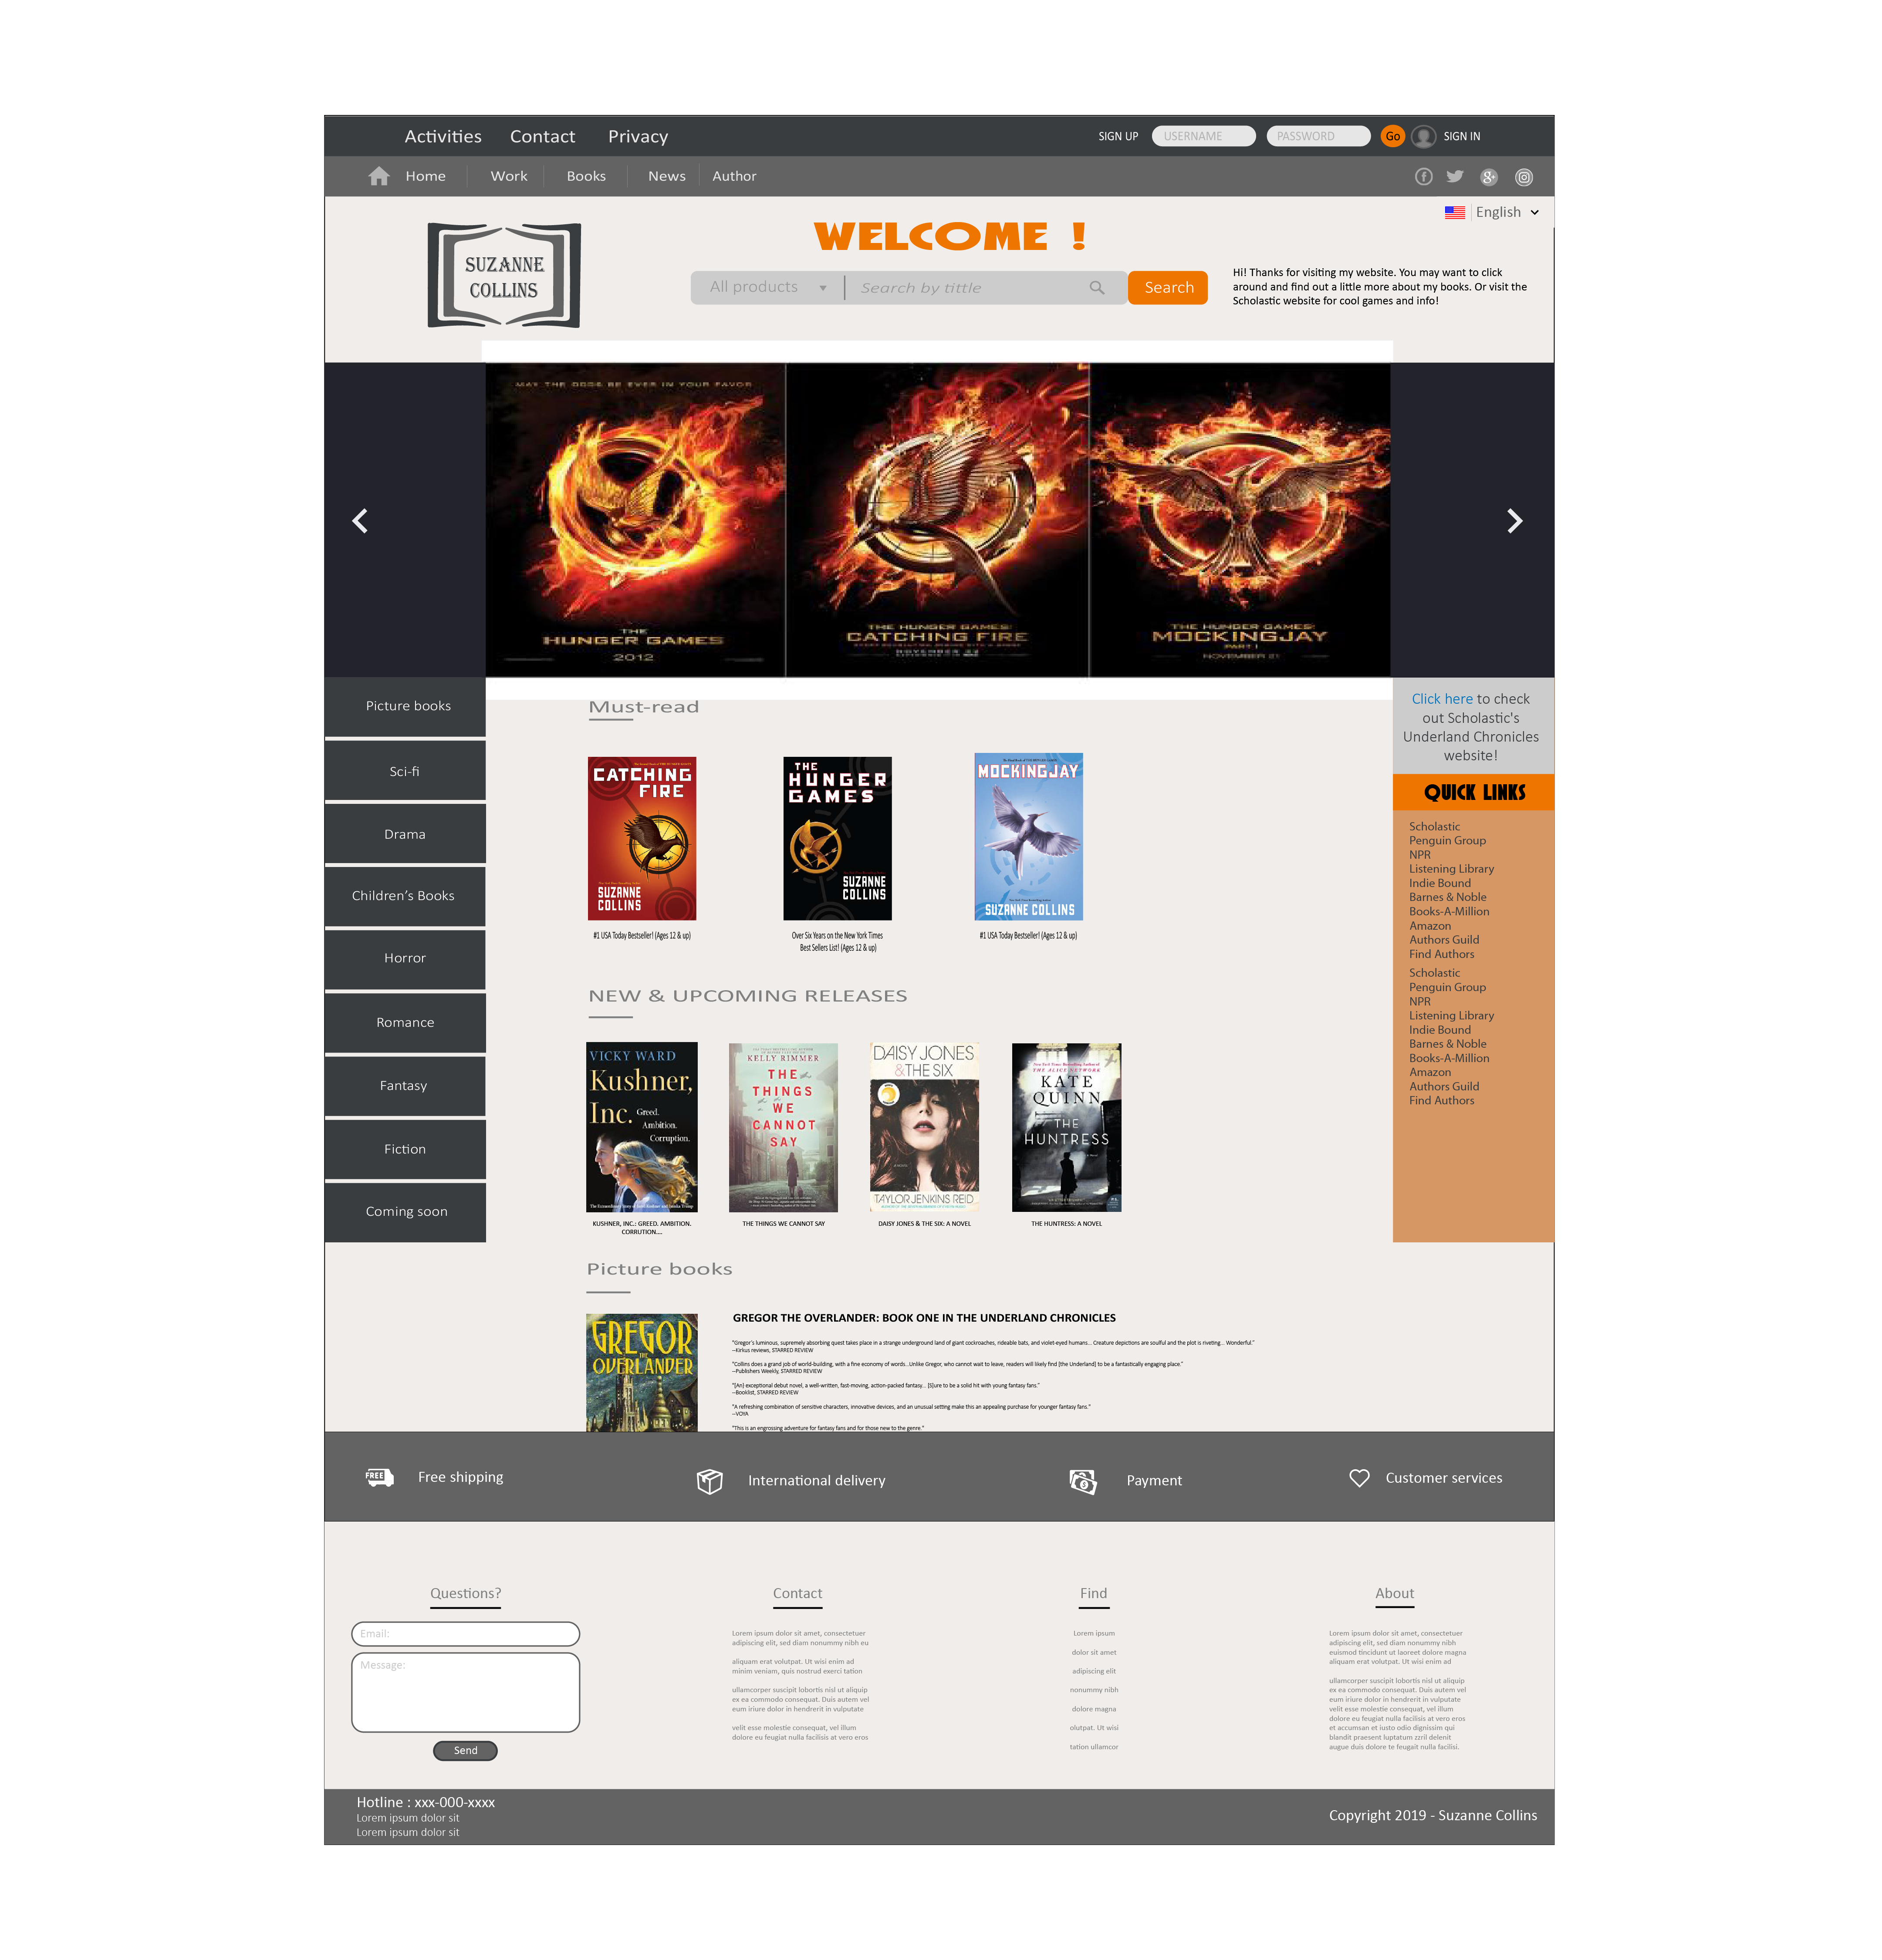 Activities Contact Privacy SIGN UP USERNAME PASSWORD Go SIGN IN
Home Work Books News Author
English
SUZANNE
COLLINS
WELCOME !
All products Search by tittle Search
Hi! Thanks for visiting my website. You may want to click
around and find out a little more about my books. Or visit the
Scholastic website for cool games and info!
MAY THE ODDS BE EVER IN YOUR FAVOR
THE
HUNGER GAMES
2012
THE HUNGER GAMES:
CATCHING FIRE
THE HUNGER GAMES:
MOCKINGJAY
PART 1
NOVEMBER 21
Picture books
Sci-fi
Drama
Children’s Books
Horror
Romance
Fantasy
Fiction
Coming soon
Must-read
CATCHING
FIRE
SUZANNE
COLLINS
#1 USA Today Bestseller! (Ages 12 & up)
THE
HUNGER
GAMES
SUZANNE
COLLINS
Over Six Years on the New York Times
Best Sellers List! (Ages 12 & up)
MOCKINGJAY
SUZANNE COLLINS
#1 USA Today Bestseller! (Ages 12 & up)
NEW & UPCOMING RELEASES
VICKY WARD
Kushner,
Inc.
Greed.
Ambition.
Corruption.
KUSHNER, INC.: GREED. AMBITION.
CORRUTION....
KELLY RIMMER
THE
THINGS
WE
CANNOT
SAY
THE THINGS WE CANNOT SAY
DAISY JONES
&THE SIX
TAYLOR JENKINS REID
DAISY JONES & THE SIX: A NOVEL
THE ALICE NETWORK
KATE
QUINN
THE
HUNTRESS
THE HUNTRESS: A NOVEL
Click here to check
out Scholastic's
Underland Chronicles
website!
QUICK LINKS
Scholastic
Penguin Group
NPR
Listening Library
Indie Bound
Barnes & Noble
Books-A-Million
Amazon
Authors Guild
Find Authors
Scholastic
Penguin Group
NPR
Listening Library
Indie Bound
Barnes & Noble
Books-A-Million
Amazon
Authors Guild
Find Authors
Picture books
GREGOR
THE
OVERLANDER
GREGOR THE OVERLANDER: BOOK ONE IN THE UNDERLAND CHRONICLES
"Gregor's luminous, supremely absorbing quest takes place in a strange underground land of giant cockroaches, rideable bats, and violet-eyed humans... Creature depictions are soulful and the plot is riveting... Wonderful."
--Kirkus reviews, STARRED REVIEW
"Collins does a grand job of world-building, with a fine economy of words...Unlike Gregor, who cannot wait to leave, readers will likely find [the Underland] to be a fantastically engaging place."
--Publishers Weekly, STARRED REVIEW
"[An] exceptional debut novel, a well-written, fast-moving, action-packed fantasy... [S]ure to be a solid hit with young fantasy fans."
--Booklist, STARRED REVIEW
"A refreshing combination of sensitive characters, innovative devices, and an unusual setting make this an appealing purchase for younger fantasy fans."
--VOYA
"This is an engrossing adventure for fantasy fans and for those new to the genre."
FREE Free shipping International delivery Payment Customer services
Questions?
Email:
Message:
Send
Contact
Lorem ipsum dolor sit amet, consectetuer
adipiscing elit, sed diam nonummy nibh eu
aliquam erat volutpat. Ut wisi enim ad
minim veniam, quis nostrud exerci tation
ullamcorper suscipit lobortis nisl ut aliquip
ex ea commodo consequat. Duis autem vel
eum iriure dolor in hendrerit in vulputate
velit esse molestie consequat, vel illum
dolore eu feugiat nulla facilisis at vero eros
Find
Lorem ipsum
dolor sit amet
adipiscing elit
nonummy nibh
dolore magna
olutpat. Ut wisi
tation ullamcor
About
Lorem ipsum dolor sit amet, consectetuer
adipiscing elit, sed diam nonummy nibh
euismod tincidunt ut laoreet dolore magna
aliquam erat volutpat. Ut wisi enim ad
ullamcorper suscipit lobortis nisl ut aliquip
ex ea commodo consequat. Duis autem vel
eum iriure dolor in hendrerit in vulputate
velit esse molestie consequat, vel illum
dolore eu feugiat nulla facilisis at vero eros
et accumsan et iusto odio dignissim qui
blandit praesent luptatum zzril delenit
augue duis dolore te feugait nulla facilisi.
Hotline : xxx-000-xxxx
Lorem ipsum dolor sit
Lorem ipsum dolor sit
Copyright 2019 - Suzanne Collins